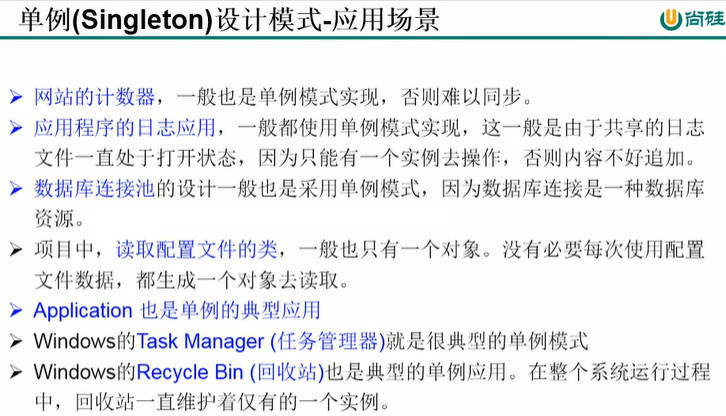 单例(Singleton)设计模式-应用场景
尚硅
网站的计数器，一般也是单例模式实现，否则难以同步。
应用程序的日志应用，一般都使用单例模式实现，这一般是由于共享的日志
文件一直处于打开状态，因为只能有一个实例去操作，否则内容不好追加。
数据库连接池的设计一般也是采用单例模式，因为数据库连接是一种数据库
资源。
项目中，读取配置文件的类，一般也只有一个对象。没有必要每次使用配置
文件数据，都生成一个对象去读取。
Application 也是单例的典型应用
Windows的Task Manager (任务管理器)就是很典型的单例模式
Windows的Recycle Bin (回收站)也是典型的单例应用。在整个系统运行过程
中，回收站一直维护着仅有的一个实例。